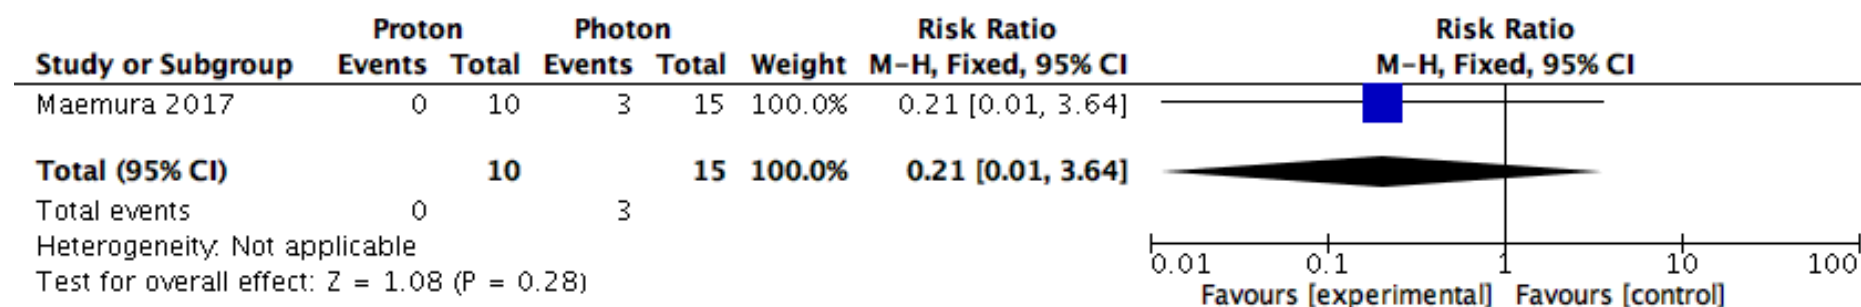 Proton Photon Risk Ratio Risk Ratio
Study or Subgroup Events Total Events Total Weight M-H, Fixed, 95% CI M-H, Fixed, 95% CI
Maemura 2017 0 10 3 15 100.0% 0.21 [0.01, 3.64]
Total (95% CI) 10 15 100.0% 0.21 [0.01, 3.64]
Total events 0 3
Heterogeneity: Not applicable
Test for overall effect: Z = 1.08 (P = 0.28)
0.01 0.1 1 10 100
Favours [experimental] Favours [control]